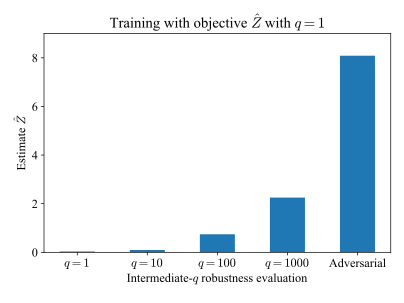 Training with objective Ẑ with q = 1
Estimate Ẑ
8
6
4
2
0
q = 1 q = 10 q = 100 q = 1000 Adversarial
Intermediate-q robustness evaluation